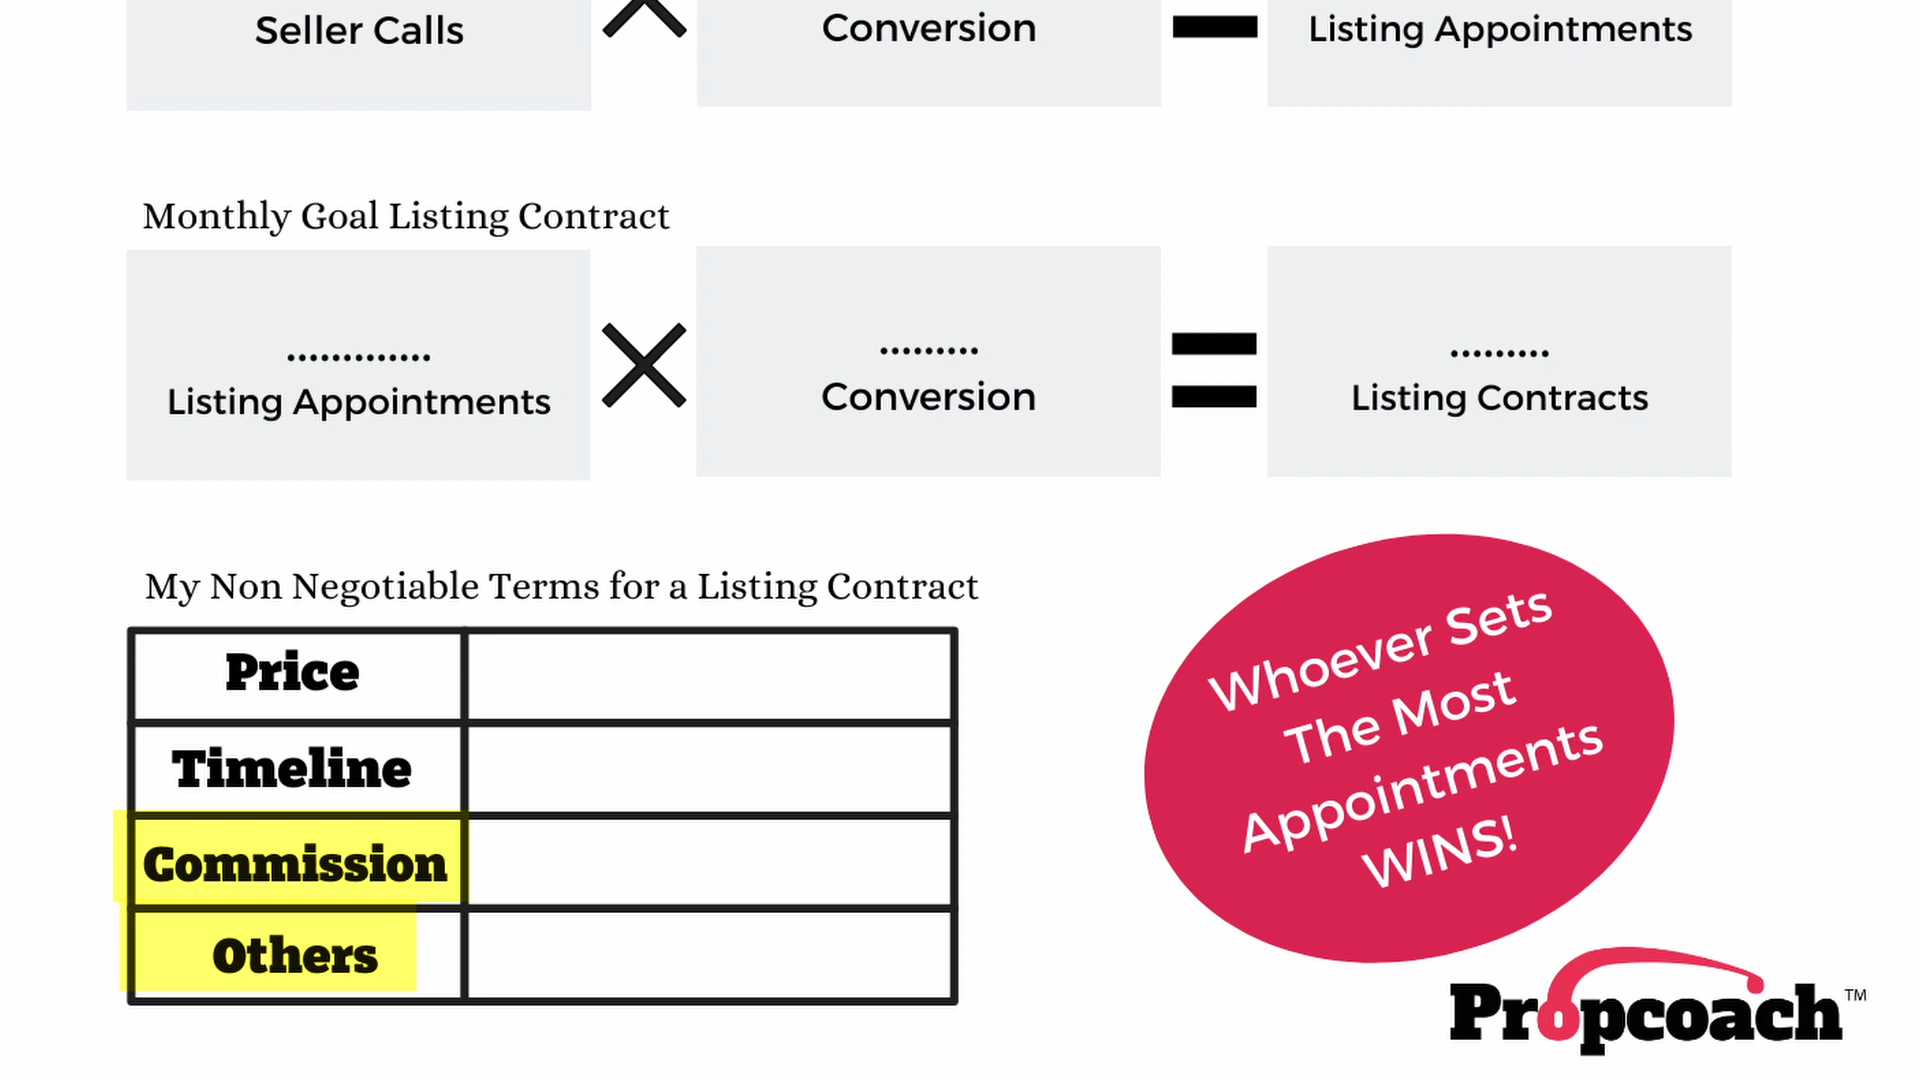 Seller Calls
Conversion
Listing Appointments
Monthly Goal Listing Contract
.............
Listing Appointments
.........
Conversion
.........
Listing Contracts
My Non Negotiable Terms for a Listing Contract
Price
Timeline
Commission
Others
Whoever Sets
The Most
Appointments
WINS!
Propcoach™